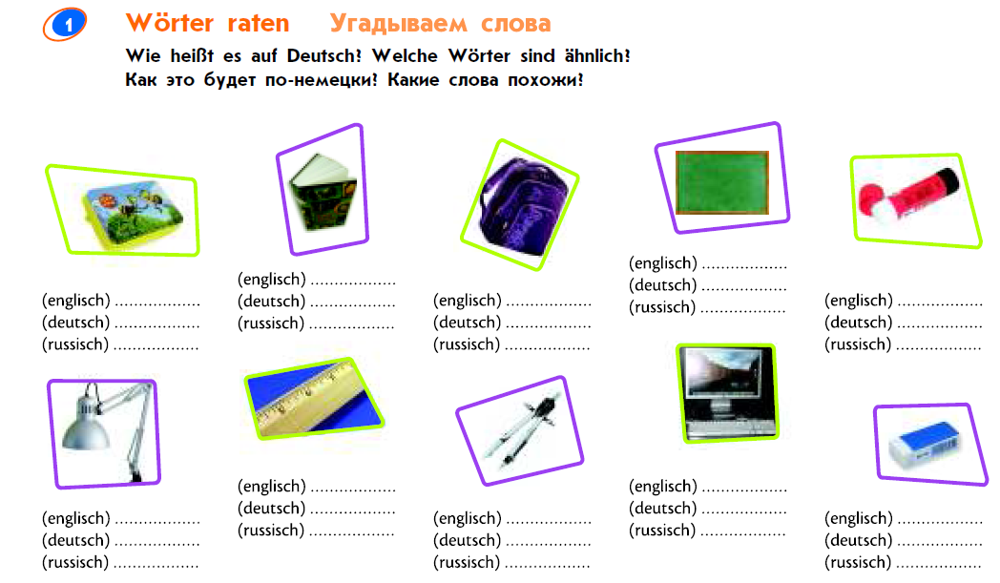 1 Wörter raten Угадываем слова
Wie heißt es auf Deutsch? Welche Wörter sind ähnlich?
Как это будет по-немецки? Какие слова похожи?
(englisch) ..................
(deutsch) ..................
(russisch) ..................
(englisch) ..................
(deutsch) ..................
(russisch) ..................
(englisch) ..................
(deutsch) ..................
(russisch) ..................
(englisch) ..................
(deutsch) ..................
(russisch) ..................
(englisch) ..................
(deutsch) ..................
(russisch) ..................
(englisch) ..................
(deutsch) ..................
(russisch) ..................
(englisch) ..................
(deutsch) ..................
(russisch) ..................
(englisch) ..................
(deutsch) ..................
(russisch) ..................
(englisch) ..................
(deutsch) ..................
(russisch) ..................
(englisch) ..................
(deutsch) ..................
(russisch) ..................